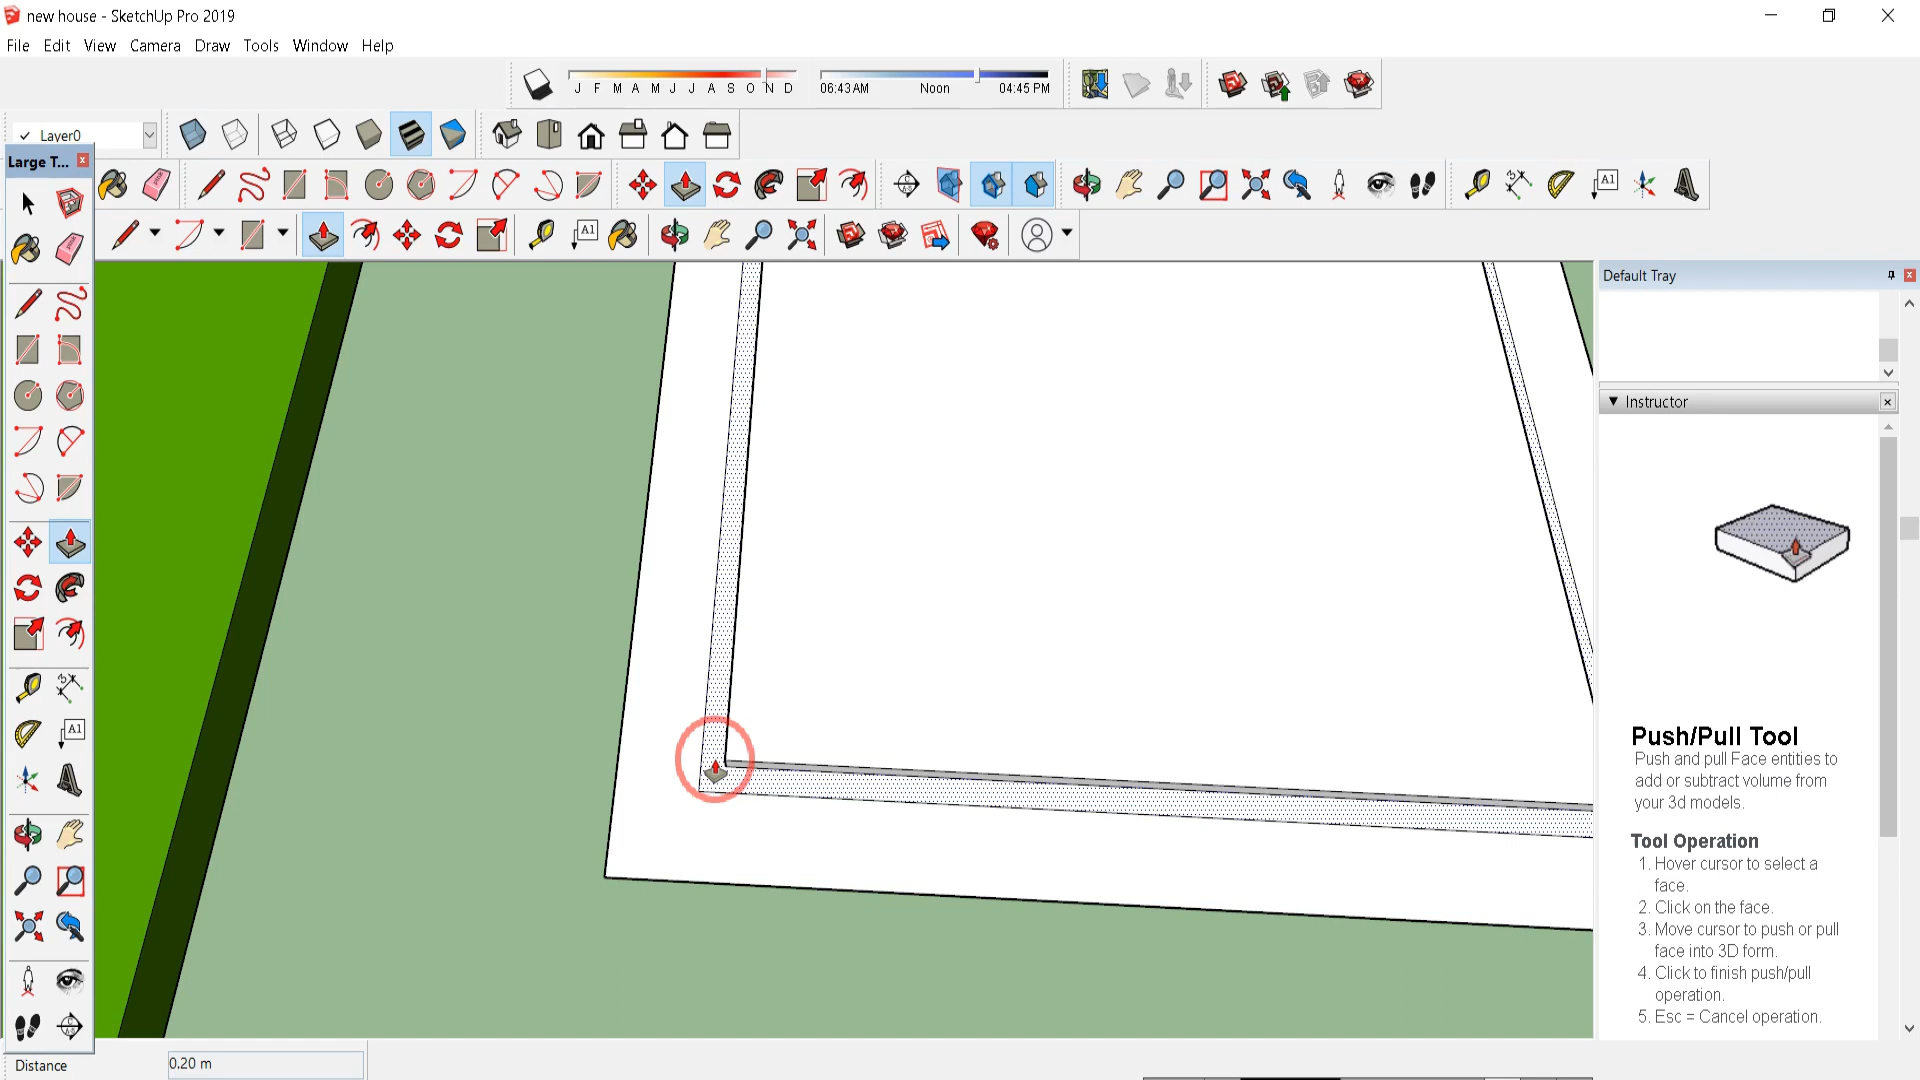 new house - SketchUp Pro 2019
File Edit View Camera Draw Tools Window Help
J F M A M J J A S O N D
06:43 AM Noon 04:45 PM
✓ Layer0
Large T...
A1
A1
Default Tray
Instructor
A1
Push/Pull Tool
Push and pull Face entities to
add or subtract volume from
your 3d models.
Tool Operation
1. Hover cursor to select a
face.
2. Click on the face.
3. Move cursor to push or pull
face into 3D form.
4. Click to finish push/pull
operation.
5. Esc = Cancel operation.
Distance 0.20 m